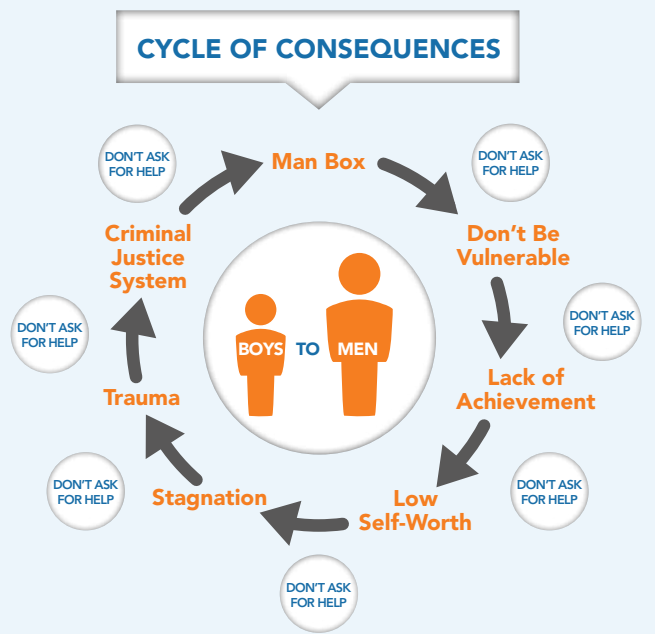 CYCLE OF CONSEQUENCES
Man Box
DON'T ASK
FOR HELP
Don't Be
Vulnerable
DON'T ASK
FOR HELP
Lack of
Achievement
DON'T ASK
FOR HELP
Low
Self-Worth
DON'T ASK
FOR HELP
Stagnation
DON'T ASK
FOR HELP
Trauma
DON'T ASK
FOR HELP
Criminal
Justice
System
DON'T ASK
FOR HELP
BOYS TO MEN